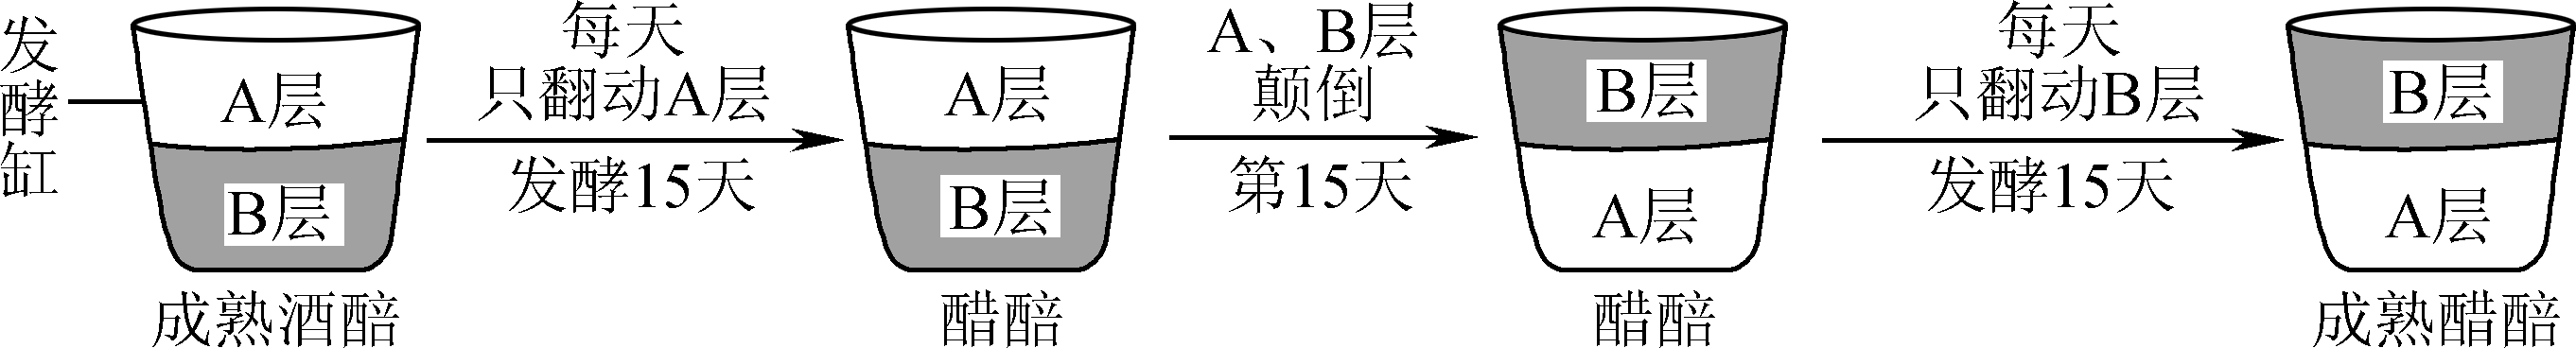 发酵缸
A层
B层
成熟酒醅
每天
只翻动A层
发酵15天
A层
B层
醋醅
A、B层
颠倒
第15天
B层
A层
醋醅
每天
只翻动B层
发酵15天
B层
A层
成熟醋醅